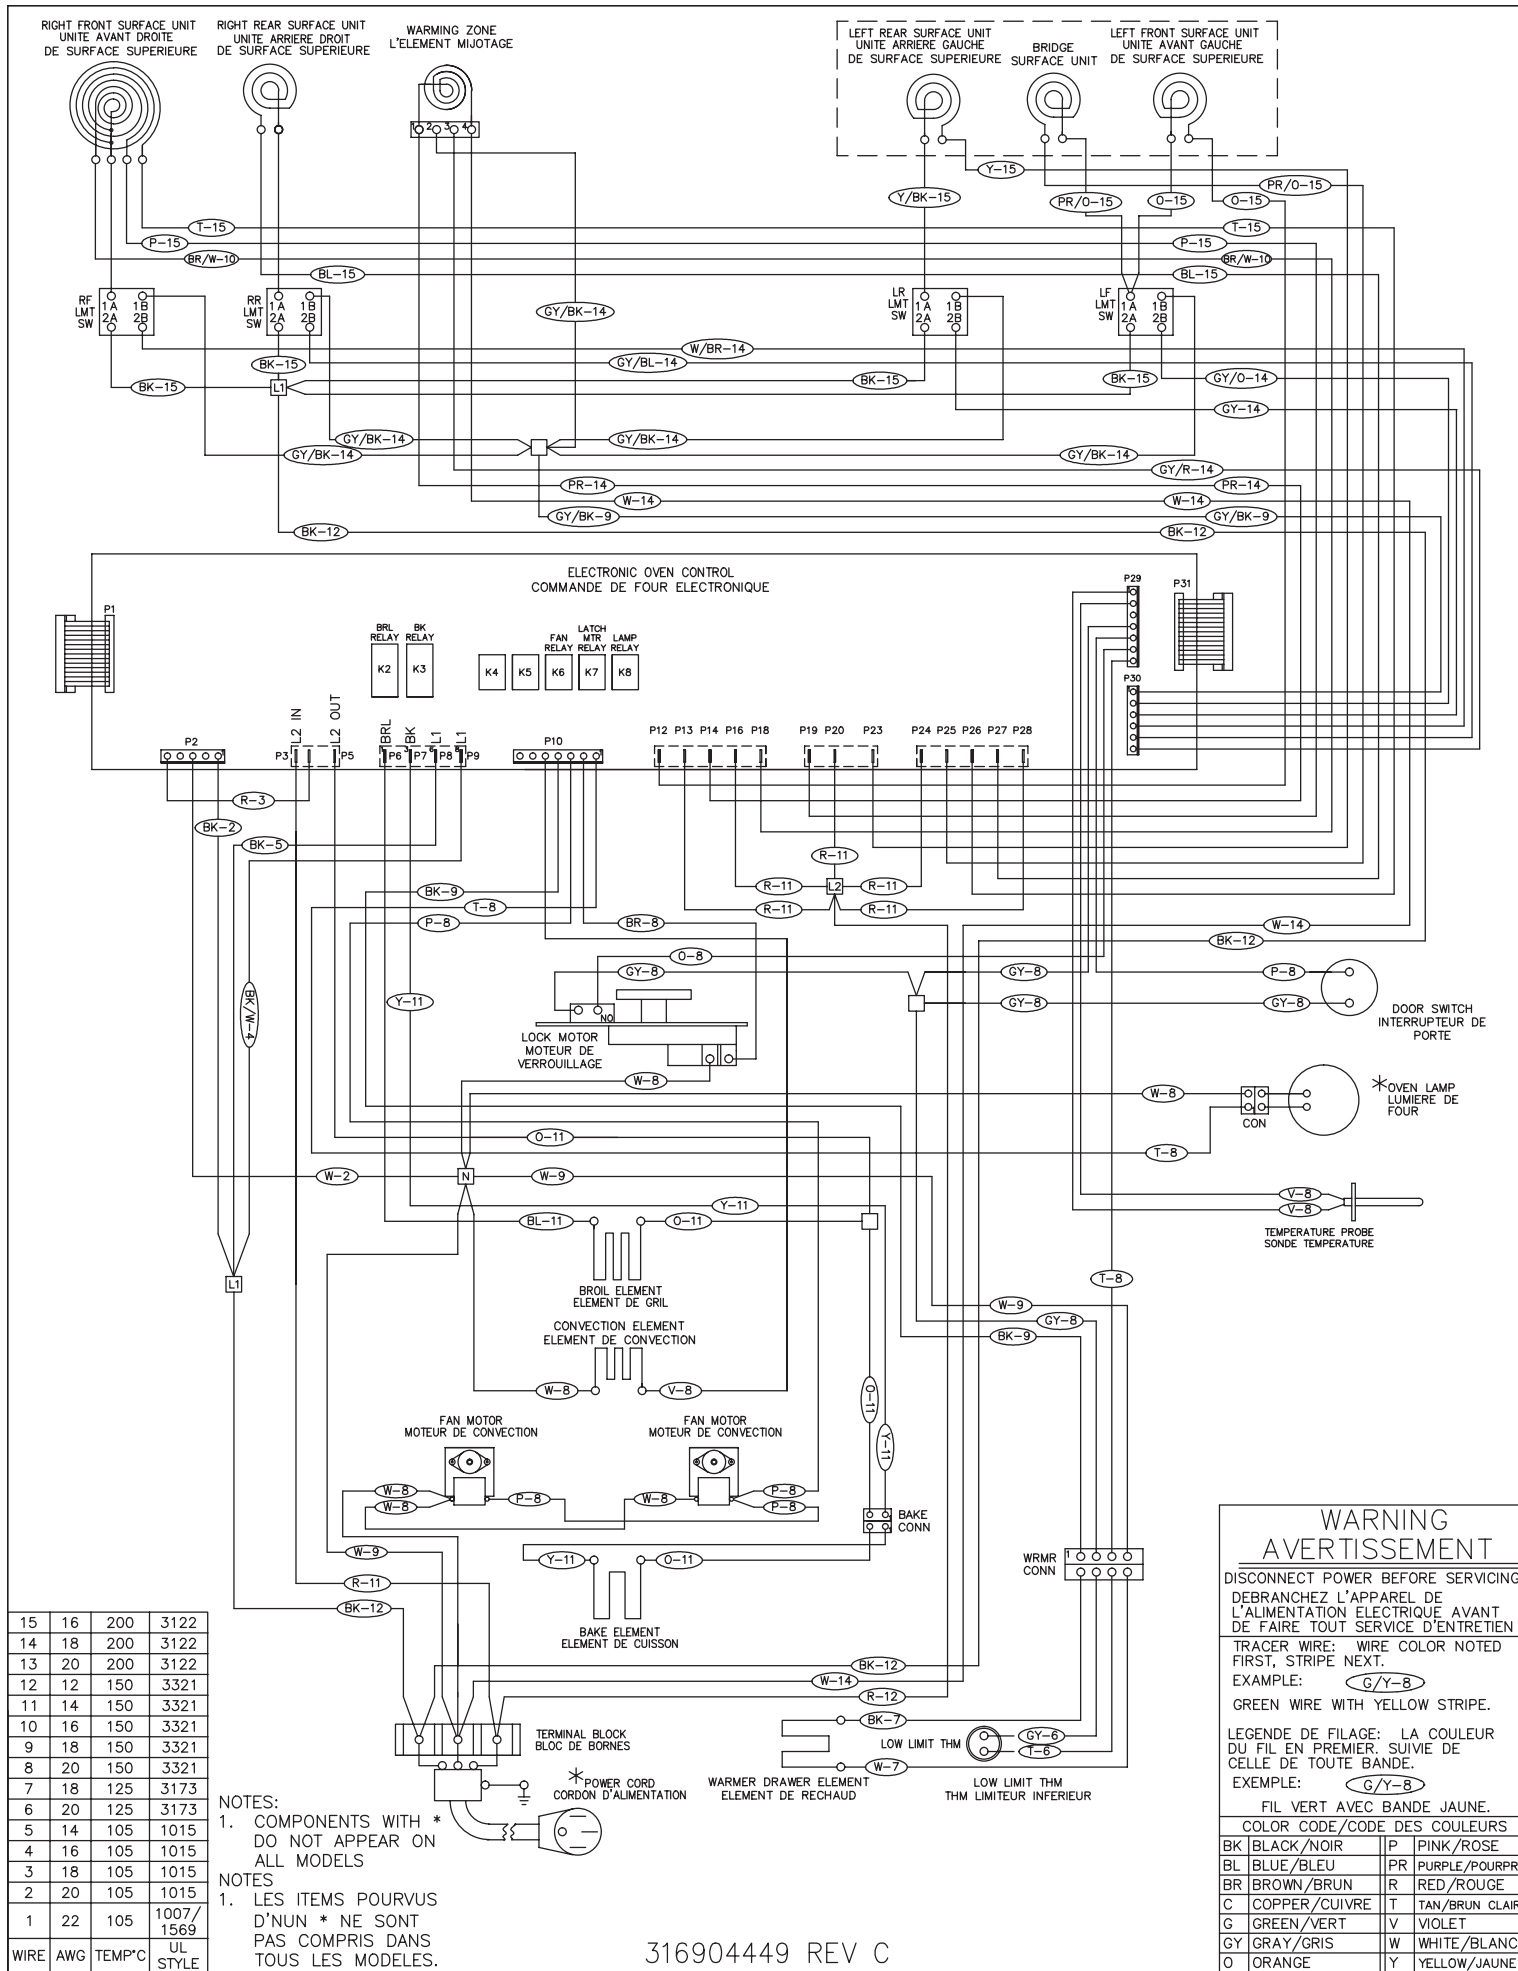 RIGHT FRONT SURFACE UNIT
UNITE AVANT DROITE
DE SURFACE SUPERIEURE
RIGHT REAR SURFACE UNIT
UNITE ARRIERE DROIT
DE SURFACE SUPERIEURE
WARMING ZONE
L'ELEMENT MIJOTAGE
LEFT REAR SURFACE UNIT
UNITE ARRIERE GAUCHE
DE SURFACE SUPERIEURE
BRIDGE
SURFACE UNIT
LEFT FRONT SURFACE UNIT
UNITE AVANT GAUCHE
DE SURFACE SUPERIEURE
1 2 3 4
Y-15
Y/BK-15
PR/O-15
O-15
PR/O-15
O-15
T-15
T-15
P-15
P-15
BR/W-10
BR/W-10
BL-15
BL-15
RF
LMT
SW
1A 1B
2A 2B
RR
LMT
SW
1A 1B
2A 2B
GY/BK-14
LR
LMT
SW
1A 1B
2A 2B
LF
LMT
SW
1A 1B
2A 2B
W/BR-14
BK-15
GY/BL-14
BK-15
L1
BK-15
BK-15
GY/O-14
GY-14
GY/BK-14
GY/BK-14
GY/BK-14
GY/BK-14
GY/R-14
PR-14
PR-14
W-14
W-14
GY/BK-9
GY/BK-9
BK-12
BK-12
ELECTRONIC OVEN CONTROL
COMMANDE DE FOUR ELECTRONIQUE
P29
P31
P1
BRL
RELAY
BK
RELAY
FAN
RELAY
LATCH
MTR
RELAY
LAMP
RELAY
K2
K3
K4
K5
K6
K7
K8
P30
L2 IN
L2 OUT
BRL
BK
L1
L1
P2
P3
P5
P6
P7
P8
P9
P10
P12 P13 P14 P16 P18
P19 P20 P23
P24 P25 P26 P27 P28
R-3
BK-2
BK-5
R-11
BK-9
R-11
L2
R-11
T-8
R-11
R-11
P-8
BR-8
W-14
BK-12
O-8
GY-8
GY-8
P-8
BK/W-4
Y-11
GY-8
GY-8
NO
DOOR SWITCH
INTERRUPTEUR DE
PORTE
LOCK MOTOR
MOTEUR DE
VERROUILLAGE
W-8
W-8
CON
*OVEN LAMP
LUMIERE DE
FOUR
O-11
T-8
W-2
N
W-9
V-8
V-8
Y-11
BL-11
O-11
TEMPERATURE PROBE
SONDE TEMPERATURE
L1
BROIL ELEMENT
ELEMENT DE GRIL
T-8
W-9
GY-8
BK-9
CONVECTION ELEMENT
ELEMENT DE CONVECTION
W-8
V-8
O-11
Y-11
FAN MOTOR
MOTEUR DE CONVECTION
FAN MOTOR
MOTEUR DE CONVECTION
W-8
W-8
P-8
W-8
P-8
P-8
BAKE
CONN
W-9
Y-11
O-11
WRMR
CONN
1
R-11
BK-12
BAKE ELEMENT
ELEMENT DE CUISSON
BK-12
W-14
R-12
TERMINAL BLOCK
BLOC DE BORNES
BK-7
W-7
LOW LIMIT THM
GY-6
T-6
*POWER CORD
CORDON D'ALIMENTATION
WARMER DRAWER ELEMENT
ELEMENT DE RECHAUD
LOW LIMIT THM
THM LIMITEUR INFERIEUR
15 16 200 3122
14 18 200 3122
13 20 200 3122
12 12 150 3321
11 14 150 3321
10 16 150 3321
9 18 150 3321
8 20 150 3321
7 18 125 3173
6 20 125 3173
5 14 105 1015
4 16 105 1015
3 18 105 1015
2 20 105 1015
1 22 105 1007/1569
WIRE AWG TEMP°C UL STYLE
NOTES:
1. COMPONENTS WITH *
DO NOT APPEAR ON
ALL MODELS
NOTES
1. LES ITEMS POURVUS
D'NUN * NE SONT
PAS COMPRIS DANS
TOUS LES MODELES.
316904449 REV C
WARNING
AVERTISSEMENT
DISCONNECT POWER BEFORE SERVICING
DEBRANCHEZ L'APPAREL DE
L'ALIMENTATION ELECTRIQUE AVANT
DE FAIRE TOUT SERVICE D'ENTRETIEN
TRACER WIRE: WIRE COLOR NOTED
FIRST, STRIPE NEXT.
EXAMPLE: G/Y-8
GREEN WIRE WITH YELLOW STRIPE.
LEGENDE DE FILAGE: LA COULEUR
DU FIL EN PREMIER. SUIVIE DE
CELLE DE TOUTE BANDE.
EXEMPLE: G/Y-8
FIL VERT AVEC BANDE JAUNE.
COLOR CODE/CODE DES COULEURS
BK BLACK/NOIR P PINK/ROSE
BL BLUE/BLEU PR PURPLE/POURPR
BR BROWN/BRUN R RED/ROUGE
C COPPER/CUIVRE T TAN/BRUN CLAIR
G GREEN/VERT V VIOLET
GY GRAY/GRIS W WHITE/BLANC
O ORANGE Y YELLOW/JAUNE